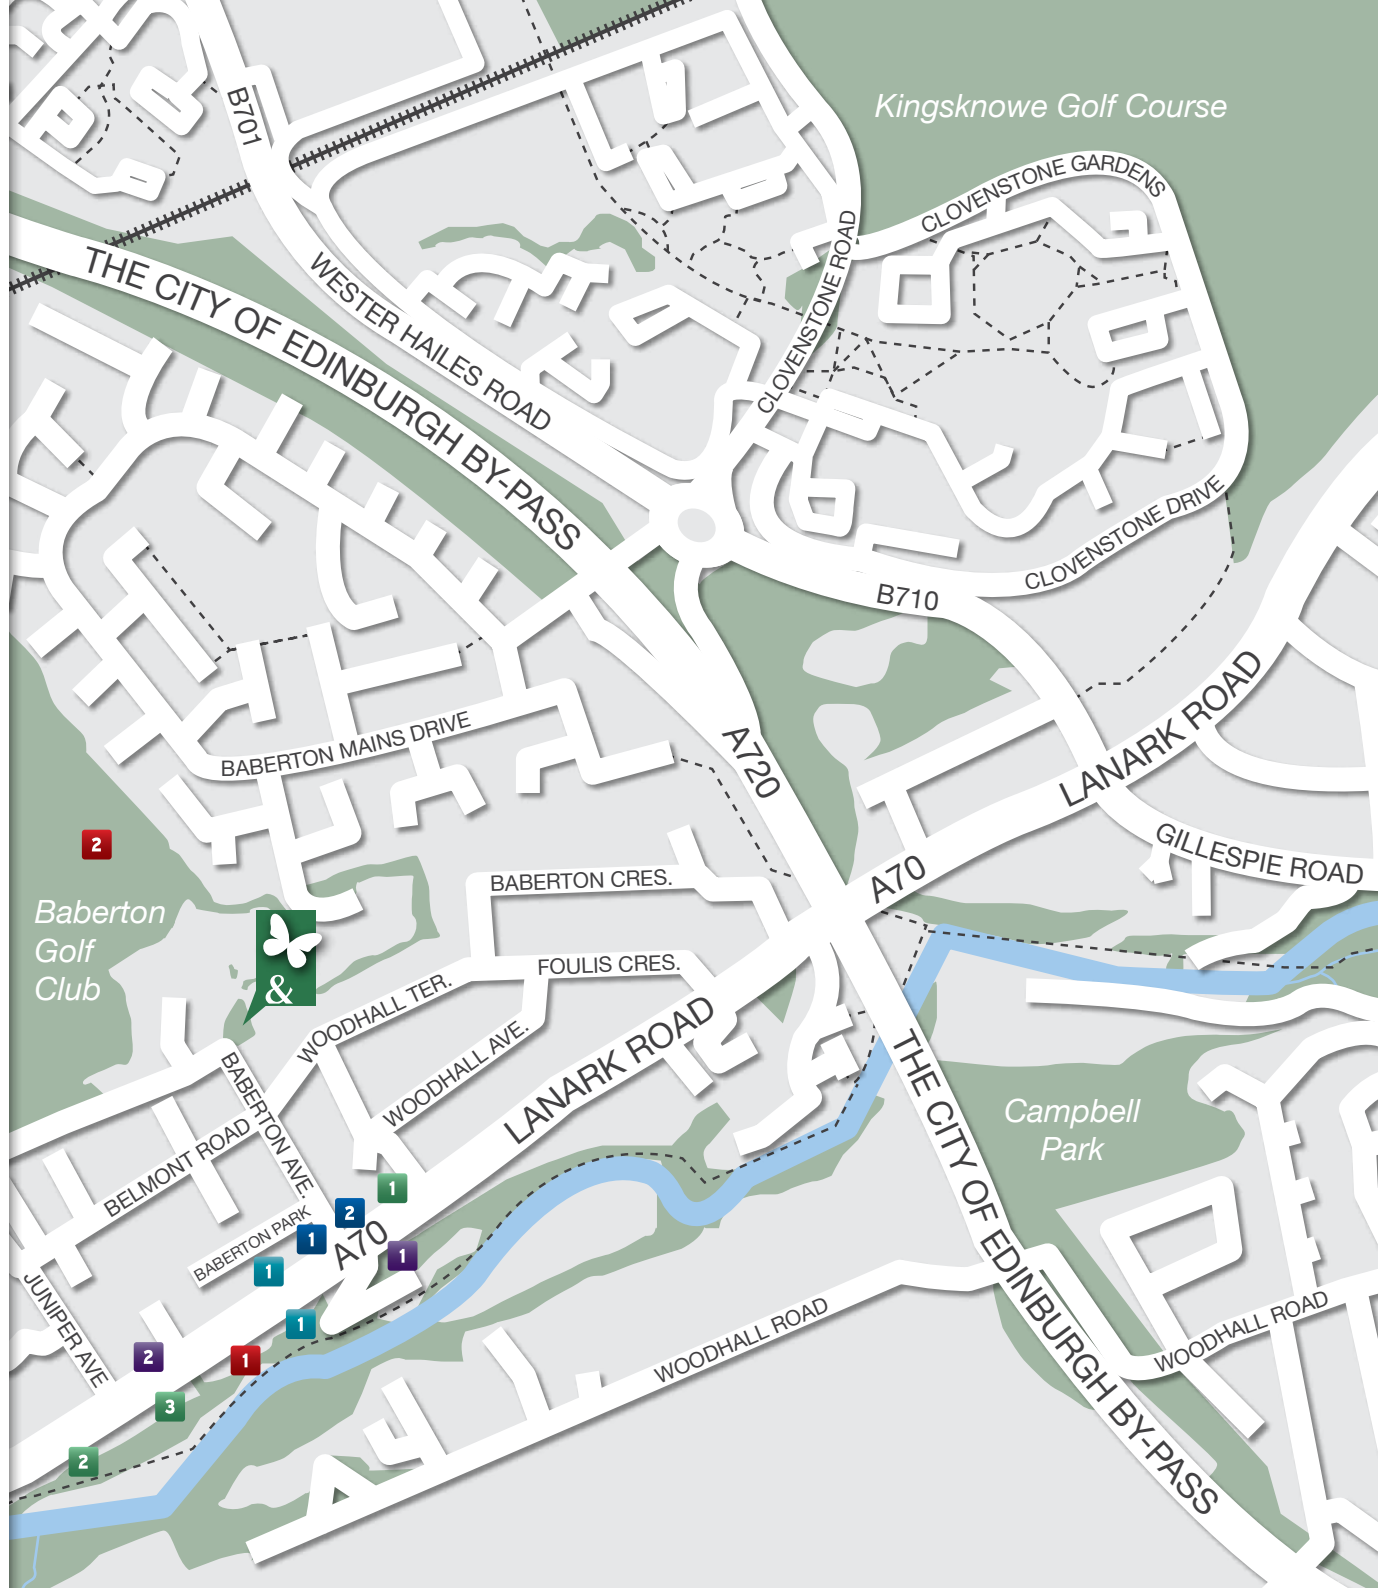 B701
Kingsknowe Golf Course
CLOVENSTONE GARDENS
CLOVENSTONE ROAD
THE CITY OF EDINBURGH BY-PASS
WESTER HAILES ROAD
CLOVENSTONE DRIVE
B710
LANARK ROAD
BABERTON MAINS DRIVE
A720
2
A70
GILLESPIE ROAD
BABERTON CRES.
Baberton
Golf
Club
&
FOULIS CRES.
WOODHALL TER.
WOODHALL AVE.
LANARK ROAD
THE CITY OF EDINBURGH BY-PASS
Campbell
Park
BABERTON AVE.
BELMONT ROAD
1
2
1
A70
1
BABERTON PARK
1
JUNIPER AVE
1
WOODHALL ROAD
WOODHALL ROAD
2
1
3
2